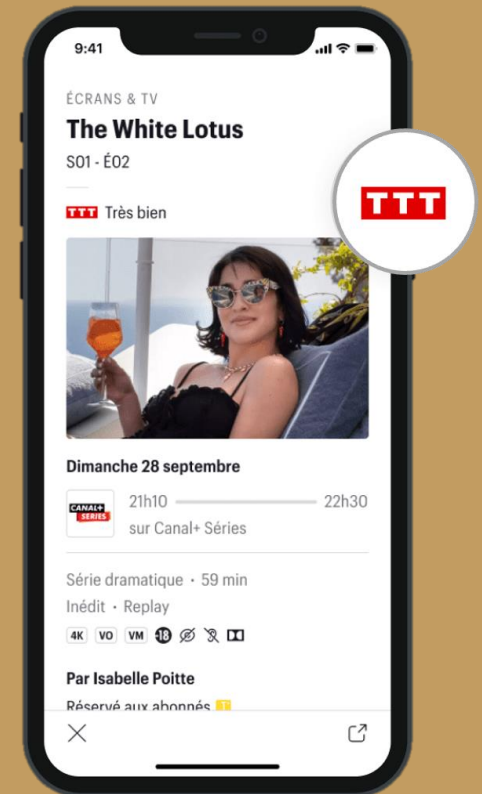 9:41
ÉCRANS & TV
The White Lotus
S01 - É02
TTT Très bien
TTT
Dimanche 28 septembre
CANAL+ SERIES
21h10 22h30
sur Canal+ Séries
Série dramatique · 59 min
Inédit · Replay
4K VO VM -18
Par Isabelle Poitte
Réservé aux abonnés T